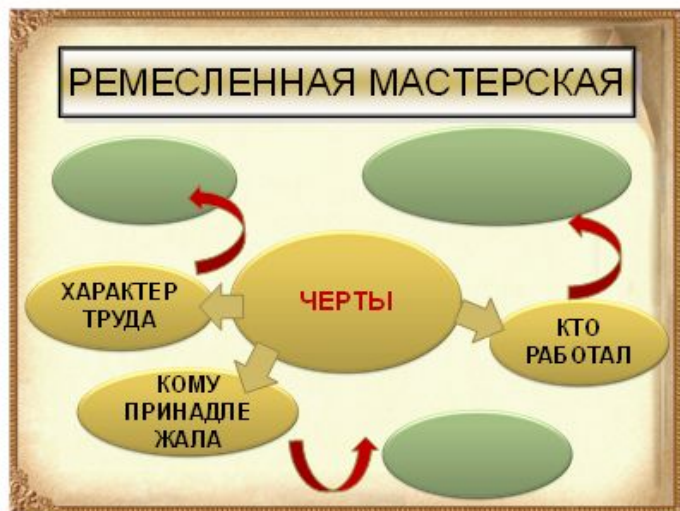 РЕМЕСЛЕННАЯ МАСТЕРСКАЯ
ЧЕРТЫ
ХАРАКТЕР
ТРУДА
КТО
РАБОТАЛ
КОМУ
ПРИНАДЛЕ
ЖАЛА